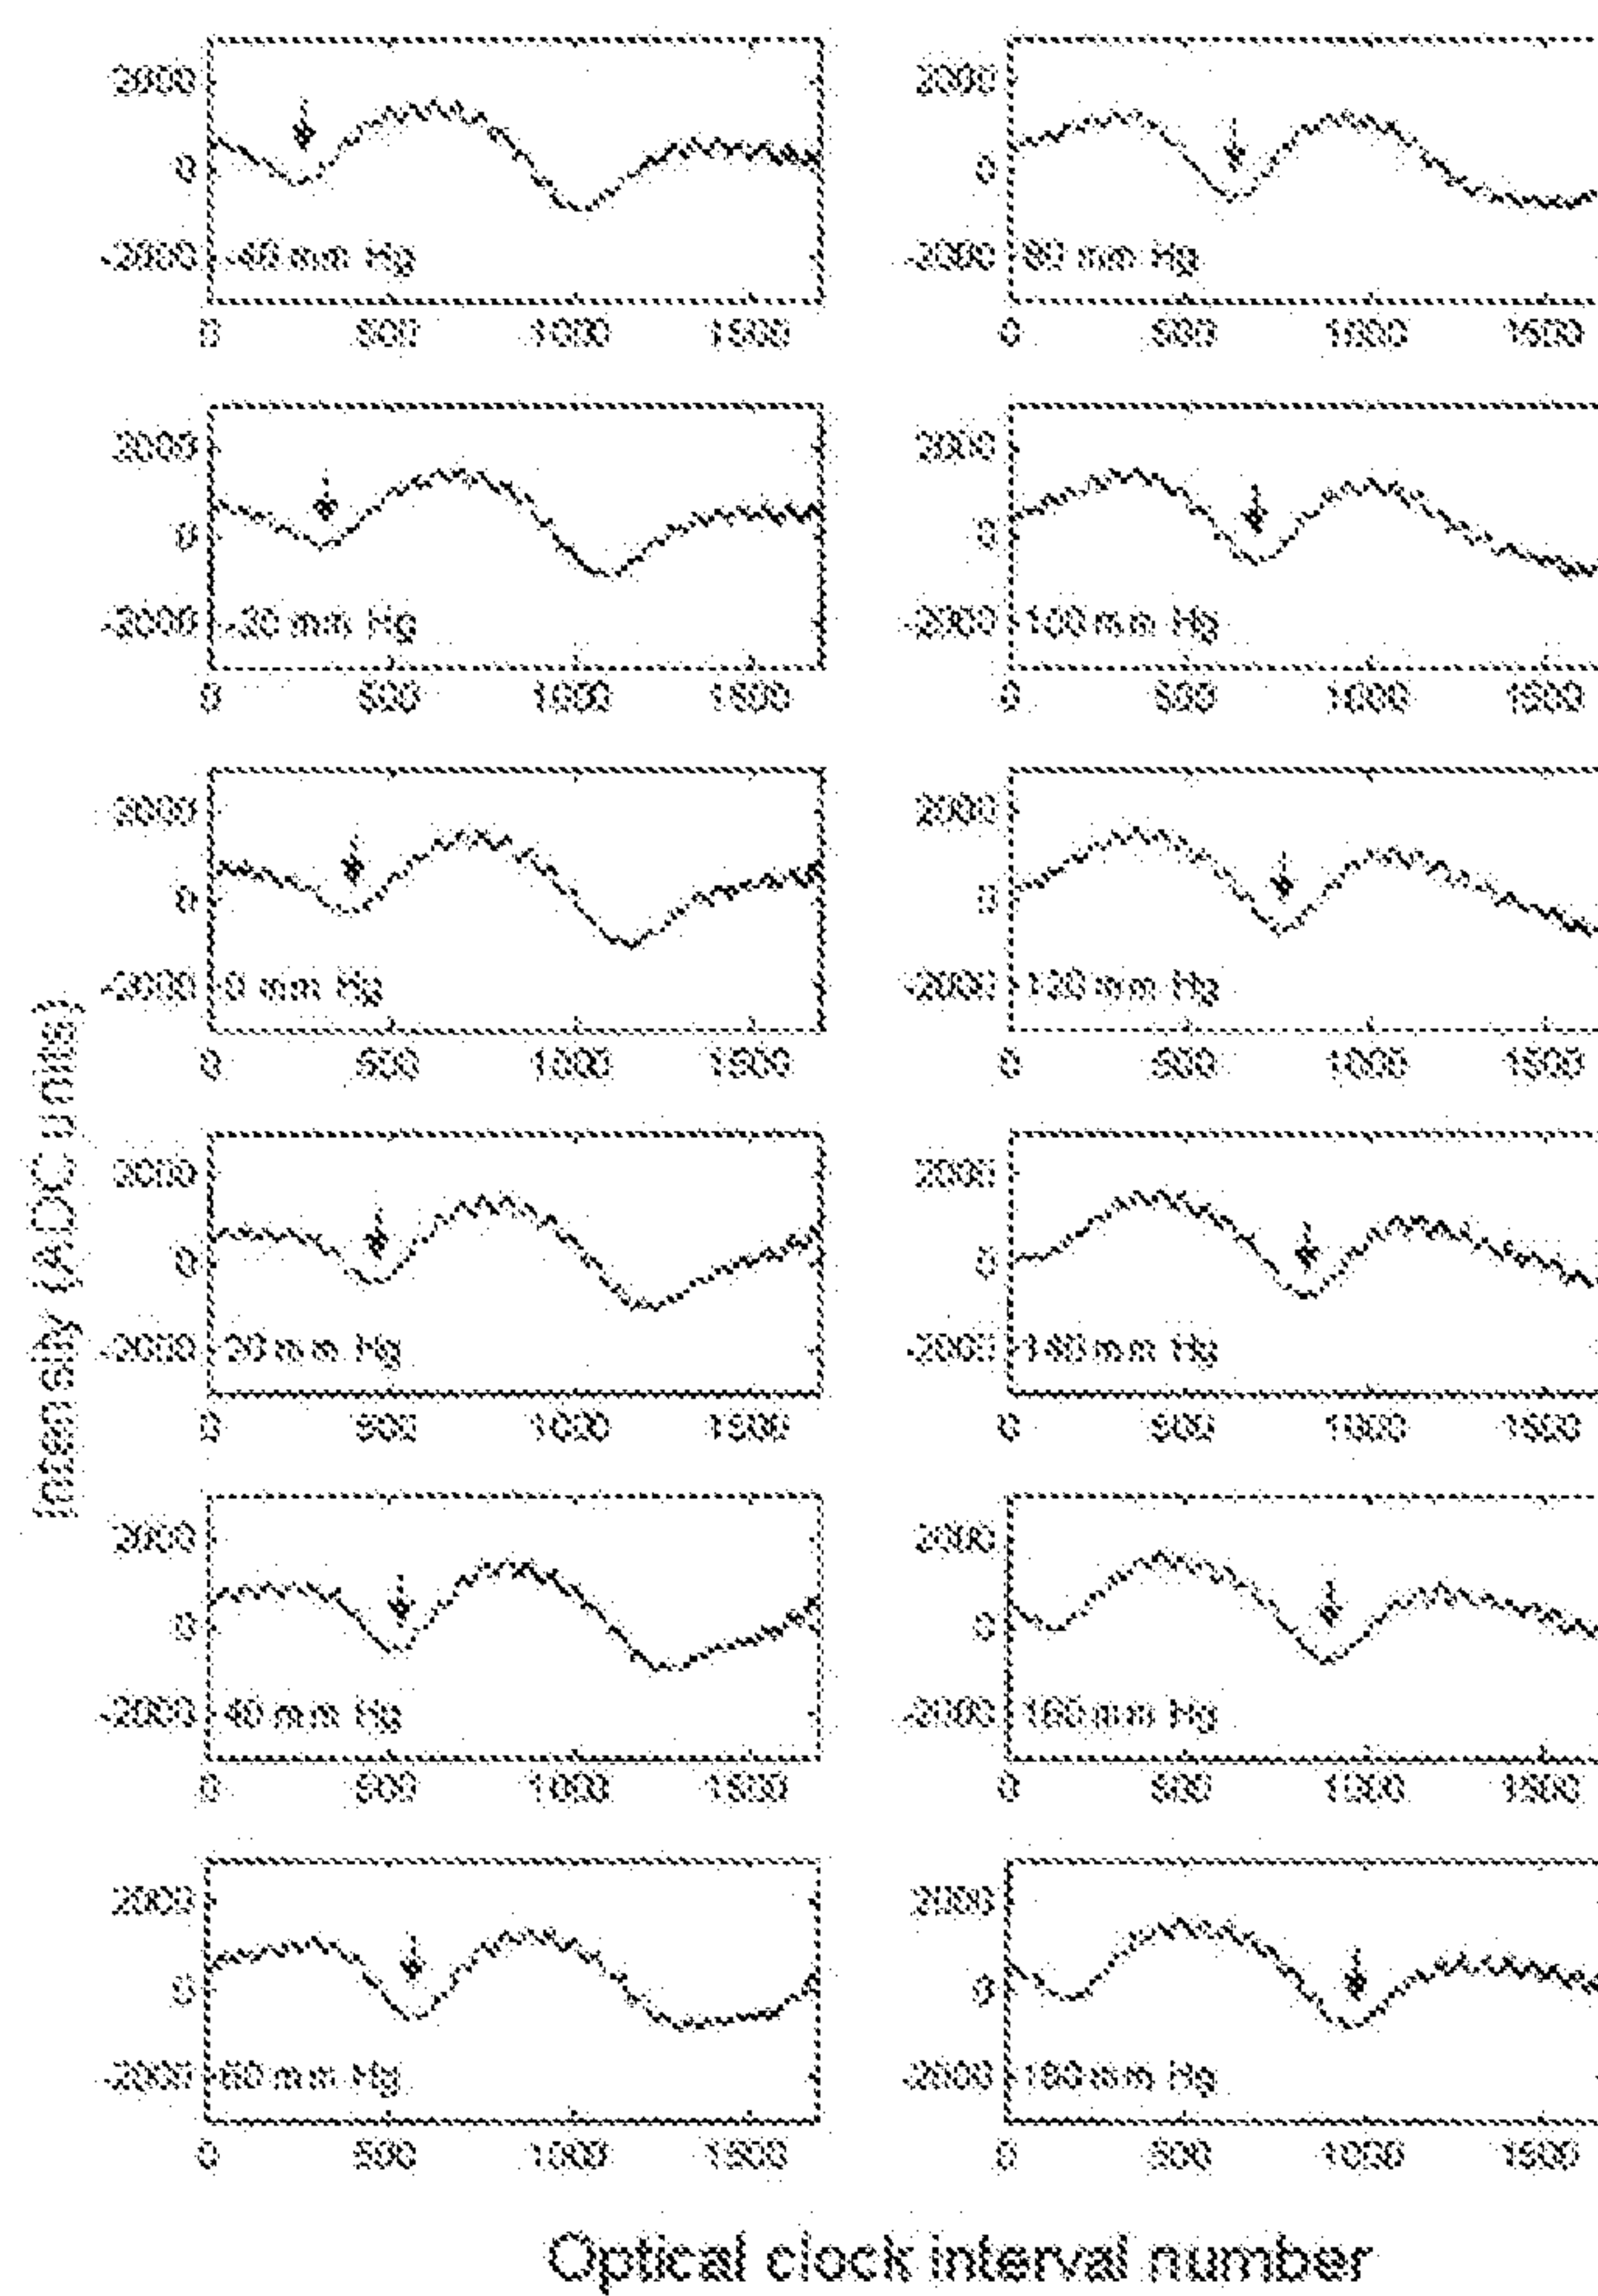 2000 2000
0 0
-2000 -40 mm Hg -2000 80 mm Hg
0 500 1000 1500 0 500 1000 1500
2000 2000
0 0
-2000 -20 mm Hg -2000 100 mm Hg
0 500 1000 1500 0 500 1000 1500
2000 2000
0 0
-2000 0 mm Hg -2000 120 mm Hg
0 500 1000 1500 0 500 1000 1500
Intensity (ADC units)
2000 2000
0 0
-2000 20 mm Hg -2000 140 mm Hg
0 500 1000 1500 0 500 1000 1500
2000 2000
0 0
-2000 40 mm Hg -2000 160 mm Hg
0 500 1000 1500 0 500 1000 1500
2000 2000
0 0
-2000 60 mm Hg -2000 180 mm Hg
0 500 1000 1500 0 500 1000 1500
Optical clock interval number